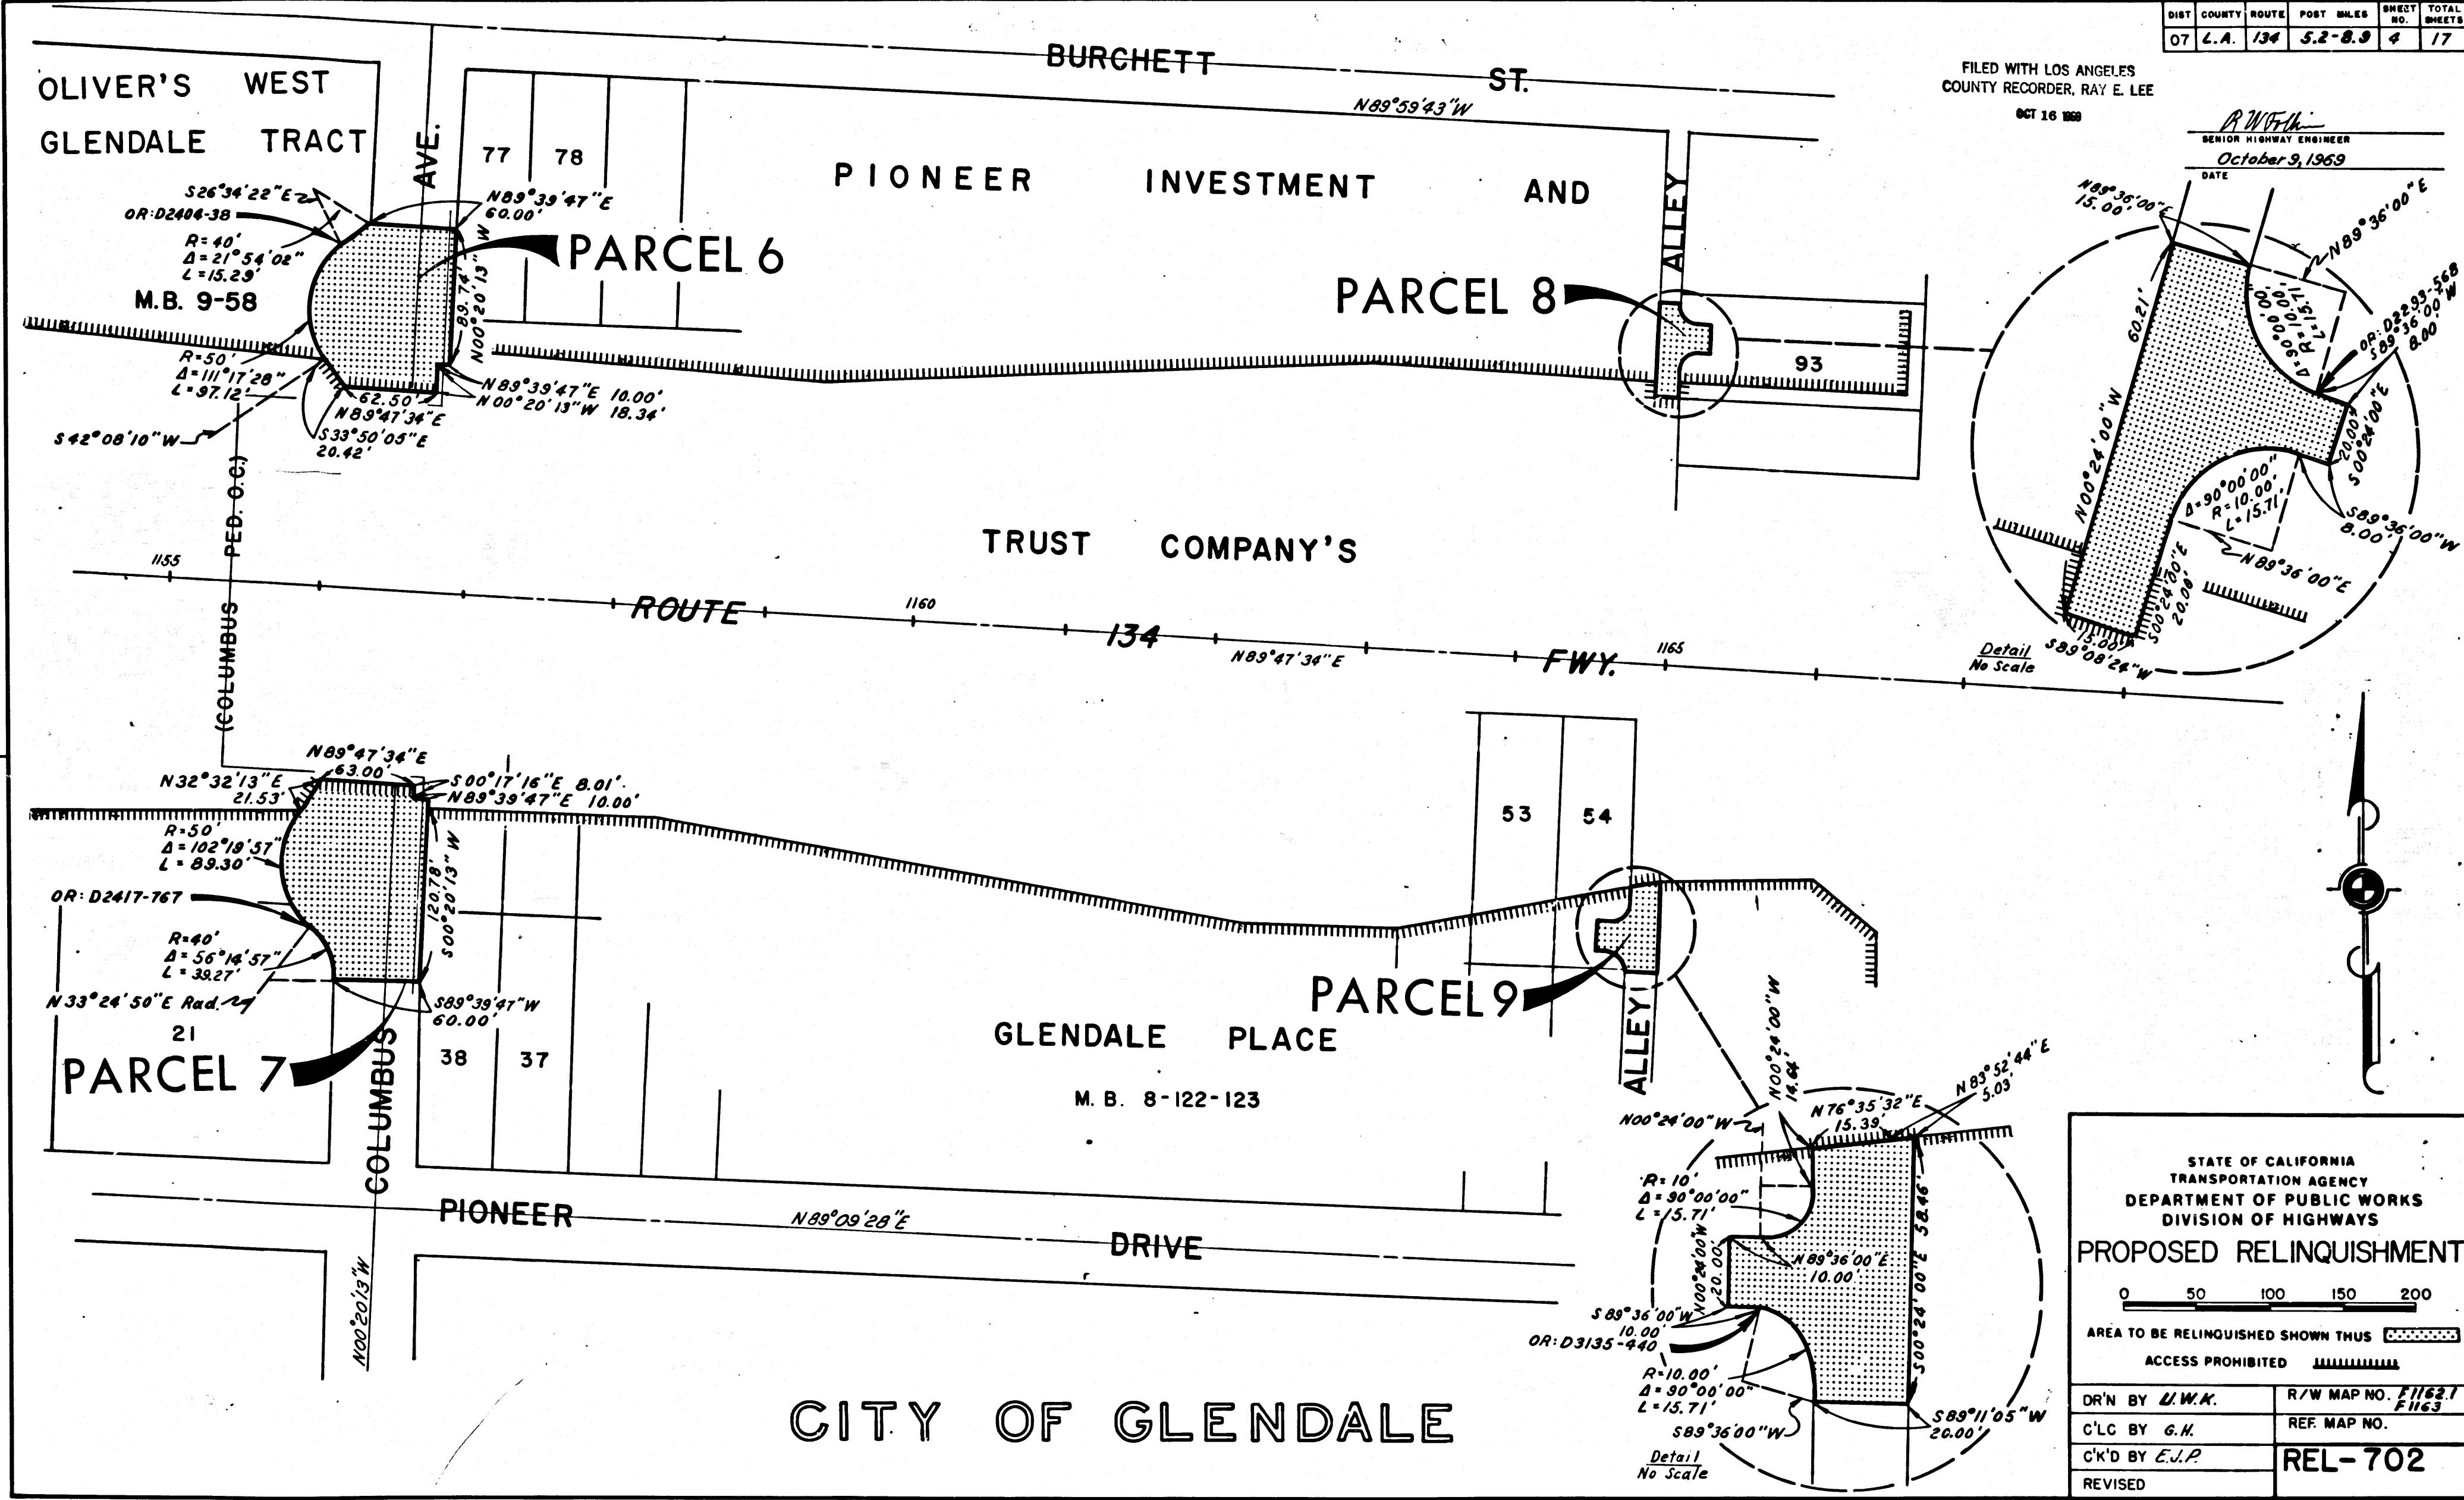 DIST COUNTY ROUTE POST MILES SHEET NO. TOTAL SHEETS
07 L.A. 134 5.2-8.9 4 17
FILED WITH LOS ANGELES
COUNTY RECORDER, RAY E. LEE
OCT 16 1969
SENIOR HIGHWAY ENGINEER
October 9, 1969
DATE
BURCHETT ST.
N89°59'43"W
OLIVER'S WEST
GLENDALE TRACT
M.B. 9-58
AVE.
77
78
PIONEER INVESTMENT AND
ALLEY
S26°34'22"E
OR:D2404-38
R=40'
Δ=21°54'02"
L=15.29'
N89°39'47"E
60.00'
PARCEL 6
89.74'
N00°20'13"W
R=50'
Δ=111°17'28"
L=97.12'
S42°08'10"W
62.50'
N89°47'34"E
S33°50'05"E
20.42'
N89°39'47"E 10.00'
N00°20'13"W 18.34'
PARCEL 8
93
N89°36'00"E
15.00'
N89°36'00"E
60.21'
N00°24'00"W
Δ=90°00'00"
R=10.00'
L=15.71'
OR:D2293-568
S89°36'00"W
8.00'
20.00'
S00°24'00"E
Δ=90°00'00"
R=10.00'
L=15.71'
S89°36'00"W
8.00'
N89°36'00"E
S00°24'00"E
20.00'
15.00'
S89°08'24"W
Detail
No Scale
TRUST COMPANY'S
(COLUMBUS PED. O.C.)
1155
ROUTE
1160
134
N89°47'34"E
FWY.
1165
N89°47'34"E
63.00'
N32°32'13"E
21.53'
S00°17'16"E 8.01'
N89°39'47"E 10.00'
R=50'
Δ=102°19'57"
L=89.30'
120.78'
S00°20'13"W
OR:D2417-767
R=40'
Δ=56°14'57"
L=39.27'
N33°24'50"E Rad.
S89°39'47"W
60.00'
21
PARCEL 7
COLUMBUS
38
37
53
54
PARCEL 9
ALLEY
GLENDALE PLACE
M. B. 8-122-123
PIONEER DRIVE
N89°09'28"E
N00°20'13"W
N00°24'00"W
14.64'
N00°24'00"W
N76°35'32"E
15.39'
N83°52'44"E
5.03'
R=10'
Δ=90°00'00"
L=15.71'
N00°24'00"W
20.00'
N89°36'00"E
10.00'
S00°24'00"E 58.46'
S89°36'00"W
10.00'
OR:D3135-440
R=10.00'
Δ=90°00'00"
L=15.71'
S89°36'00"W
S89°11'05"W
20.00'
Detail
No Scale
CITY OF GLENDALE
STATE OF CALIFORNIA
TRANSPORTATION AGENCY
DEPARTMENT OF PUBLIC WORKS
DIVISION OF HIGHWAYS
PROPOSED RELINQUISHMENT
0 50 100 150 200
AREA TO BE RELINQUISHED SHOWN THUS
ACCESS PROHIBITED
DR'N BY U.W.K.
R/W MAP NO. F1162.1
F1163
C'LC BY G.H.
REF. MAP NO.
C'K'D BY E.J.P.
REL-702
REVISED